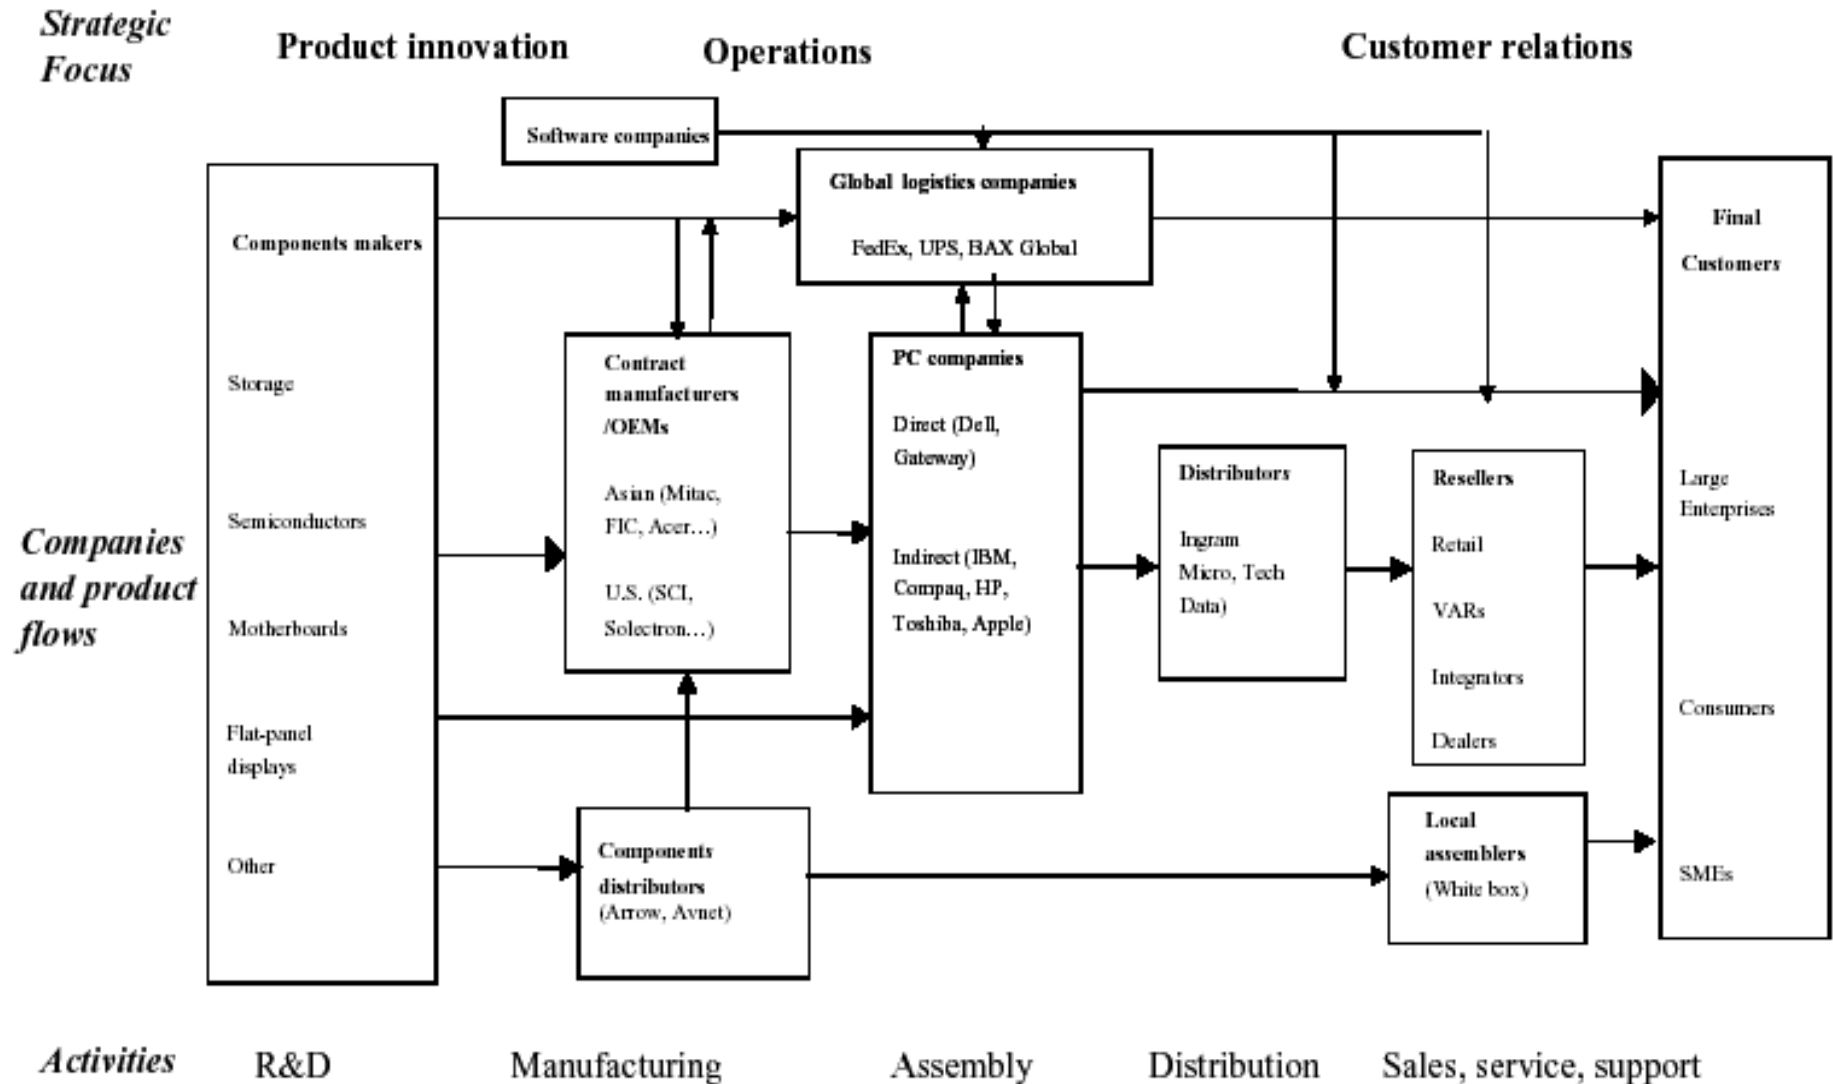 Strategic
Focus
Product innovation
Operations
Customer relations
Software companies
Companies
and product
flows
Components makers
Storage
Semiconductors
Motherboards
Flat-panel
displays
Other
Global logistics companies
FedEx, UPS, BAX Global
Contract
manufacturers
/OEMs
Asian (Mitac,
FIC, Acer...)
U.S. (SCI,
Solectron...)
Components
distributors
(Arrow, Avnet)
PC companies
Direct (Dell,
Gateway)
Indirect (IBM,
Compaq, HP,
Toshiba, Apple)
Distributors
Ingram
Micro, Tech
Data)
Resellers
Retail
VARs
Integrators
Dealers
Local
assemblers
(White box)
Final
Customers
Large
Enterprises
Consumers
SMEs
Activities
R&D
Manufacturing
Assembly
Distribution
Sales, service, support